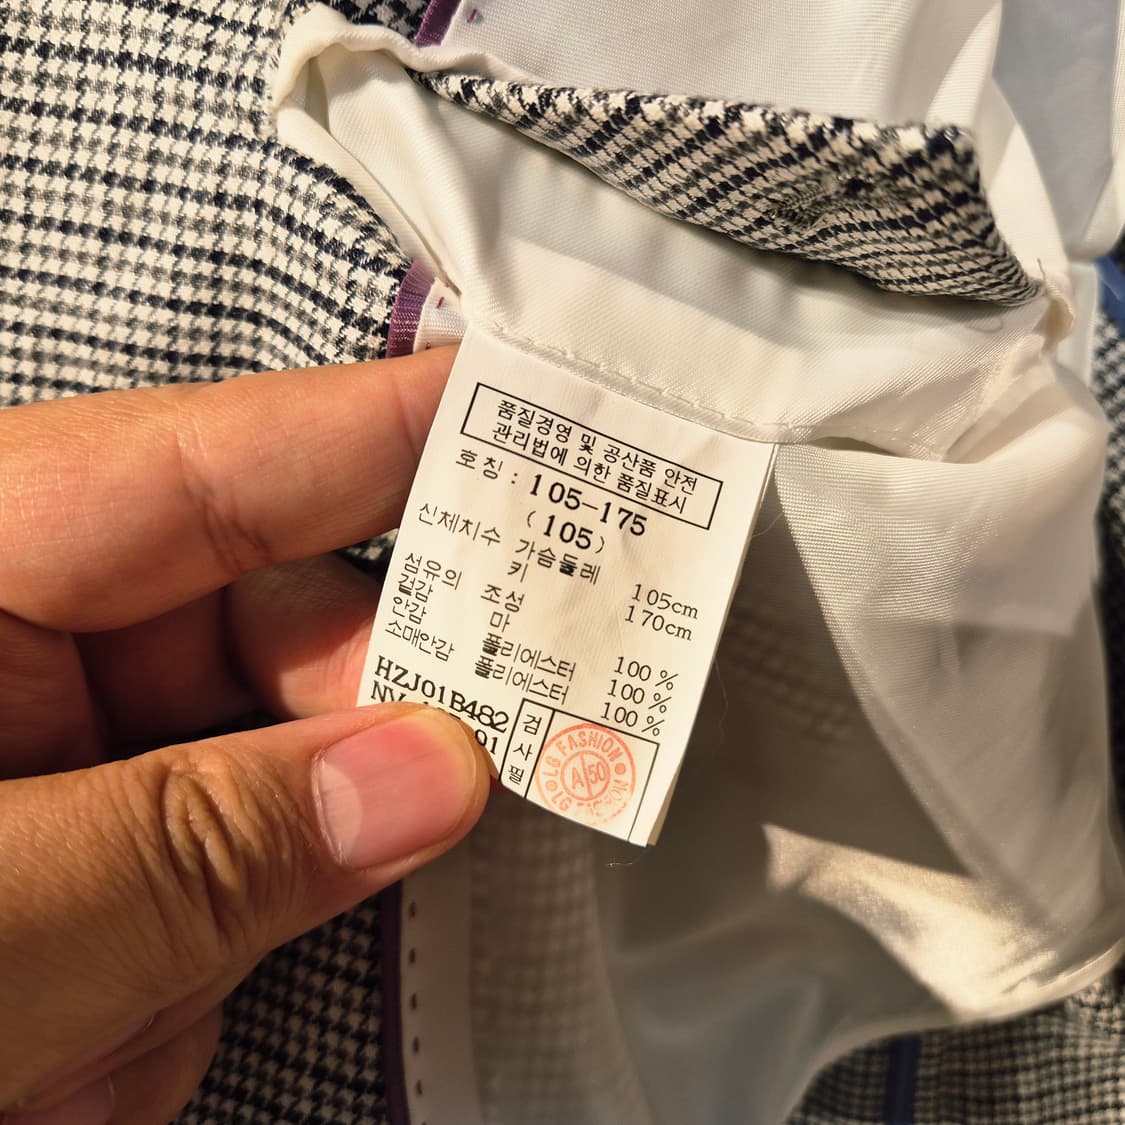 품질경영 및 공산품 안전
관리법에 의한 품질표시
호칭 : 105-175
(105)
신체치수 가슴둘레 105cm
키 170cm
섬유의 조성
겉감 마 100 %
안감 폴리에스터 100 %
소매안감 폴리에스터 100 %
HZJ01B482
검사필
LG FASHION
A/50
LG